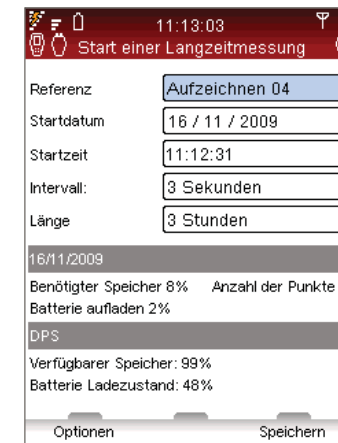 11:13:03
Start einer Langzeitmessung
Referenz Aufzeichnen 04
Startdatum 16 / 11 / 2009
Startzeit 11:12:31
Intervall: 3 Sekunden
Länge 3 Stunden
16/11/2009
Benötigter Speicher 8% Anzahl der Punkte
Batterie aufladen 2%
DPS
Verfügbarer Speicher: 99%
Batterie Ladezustand: 48%
Optionen Speichern